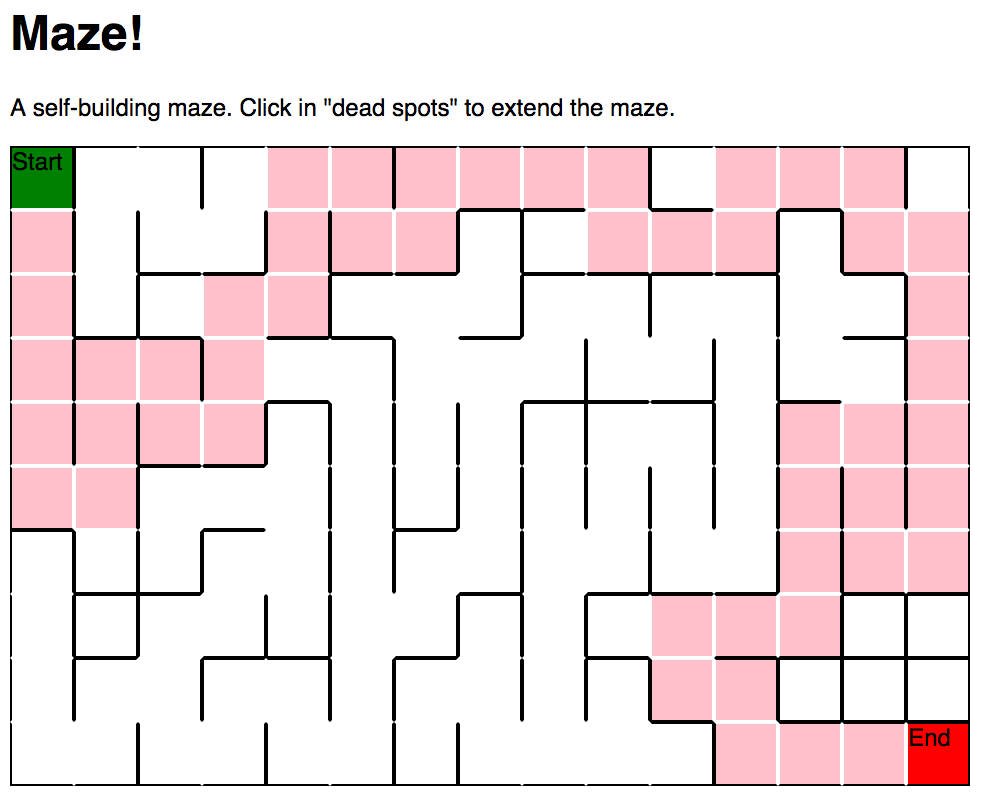 Maze!
A self-building maze. Click in "dead spots" to extend the maze.
Start
End